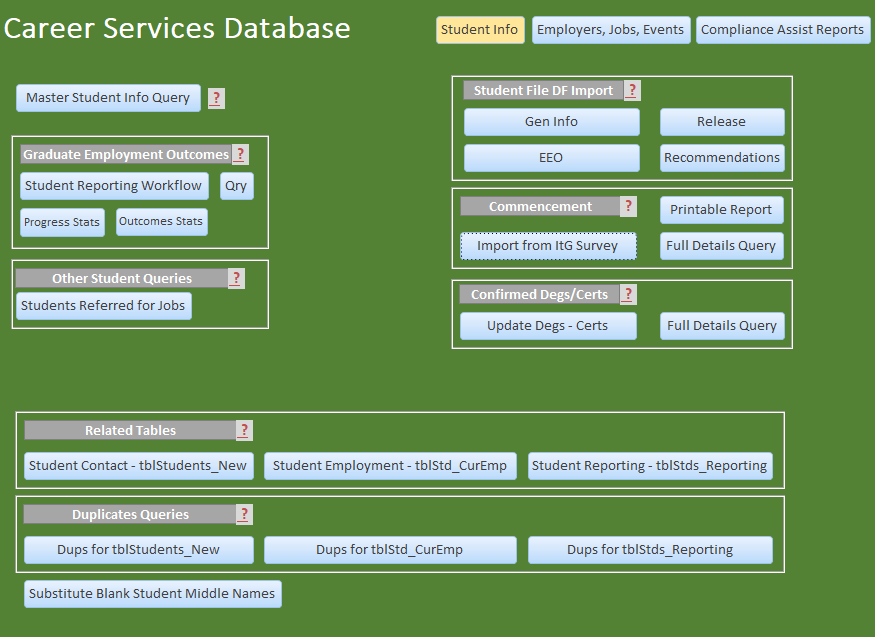 Career Services Database
Student Info
Employers, Jobs, Events
Compliance Assist Reports
Master Student Info Query
?
Graduate Employment Outcomes
?
Student Reporting Workflow
Qry
Progress Stats
Outcomes Stats
Other Student Queries
?
Students Referred for Jobs
Student File DF Import
?
Gen Info
Release
EEO
Recommendations
Commencement
?
Printable Report
Import from ItG Survey
Full Details Query
Confirmed Degs/Certs
?
Update Degs - Certs
Full Details Query
Related Tables
?
Student Contact - tblStudents_New
Student Employment - tblStd_CurEmp
Student Reporting - tblStds_Reporting
Duplicates Queries
?
Dups for tblStudents_New
Dups for tblStd_CurEmp
Dups for tblStds_Reporting
Substitute Blank Student Middle Names